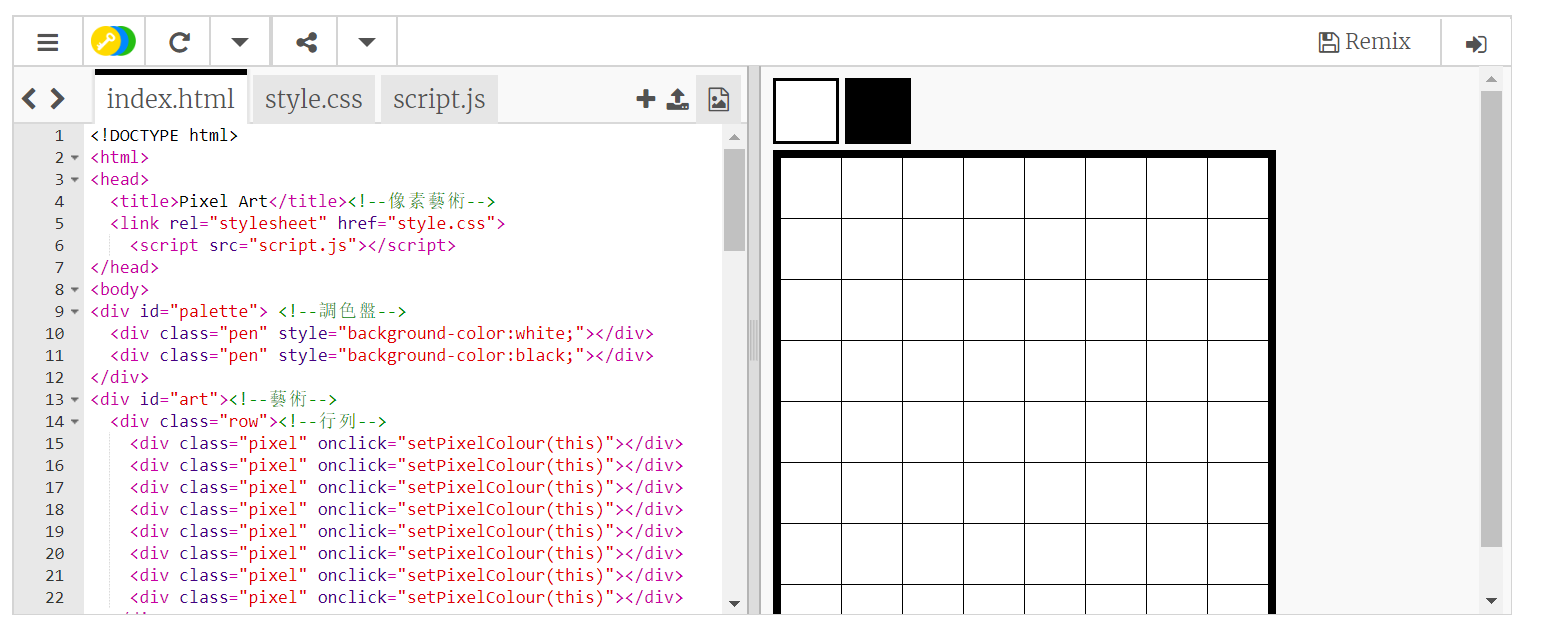 Remix
index.html style.css script.js
1 <!DOCTYPE html>
2 <html>
3 <head>
4 <title>Pixel Art</title><!--像素藝術-->
5 <link rel="stylesheet" href="style.css">
6 <script src="script.js"></script>
7 </head>
8 <body>
9 <div id="palette"> <!--調色盤-->
10 <div class="pen" style="background-color:white;"></div>
11 <div class="pen" style="background-color:black;"></div>
12 </div>
13 <div id="art"><!--藝術-->
14 <div class="row"><!--行列-->
15 <div class="pixel" onclick="setPixelColour(this)"></div>
16 <div class="pixel" onclick="setPixelColour(this)"></div>
17 <div class="pixel" onclick="setPixelColour(this)"></div>
18 <div class="pixel" onclick="setPixelColour(this)"></div>
19 <div class="pixel" onclick="setPixelColour(this)"></div>
20 <div class="pixel" onclick="setPixelColour(this)"></div>
21 <div class="pixel" onclick="setPixelColour(this)"></div>
22 <div class="pixel" onclick="setPixelColour(this)"></div>